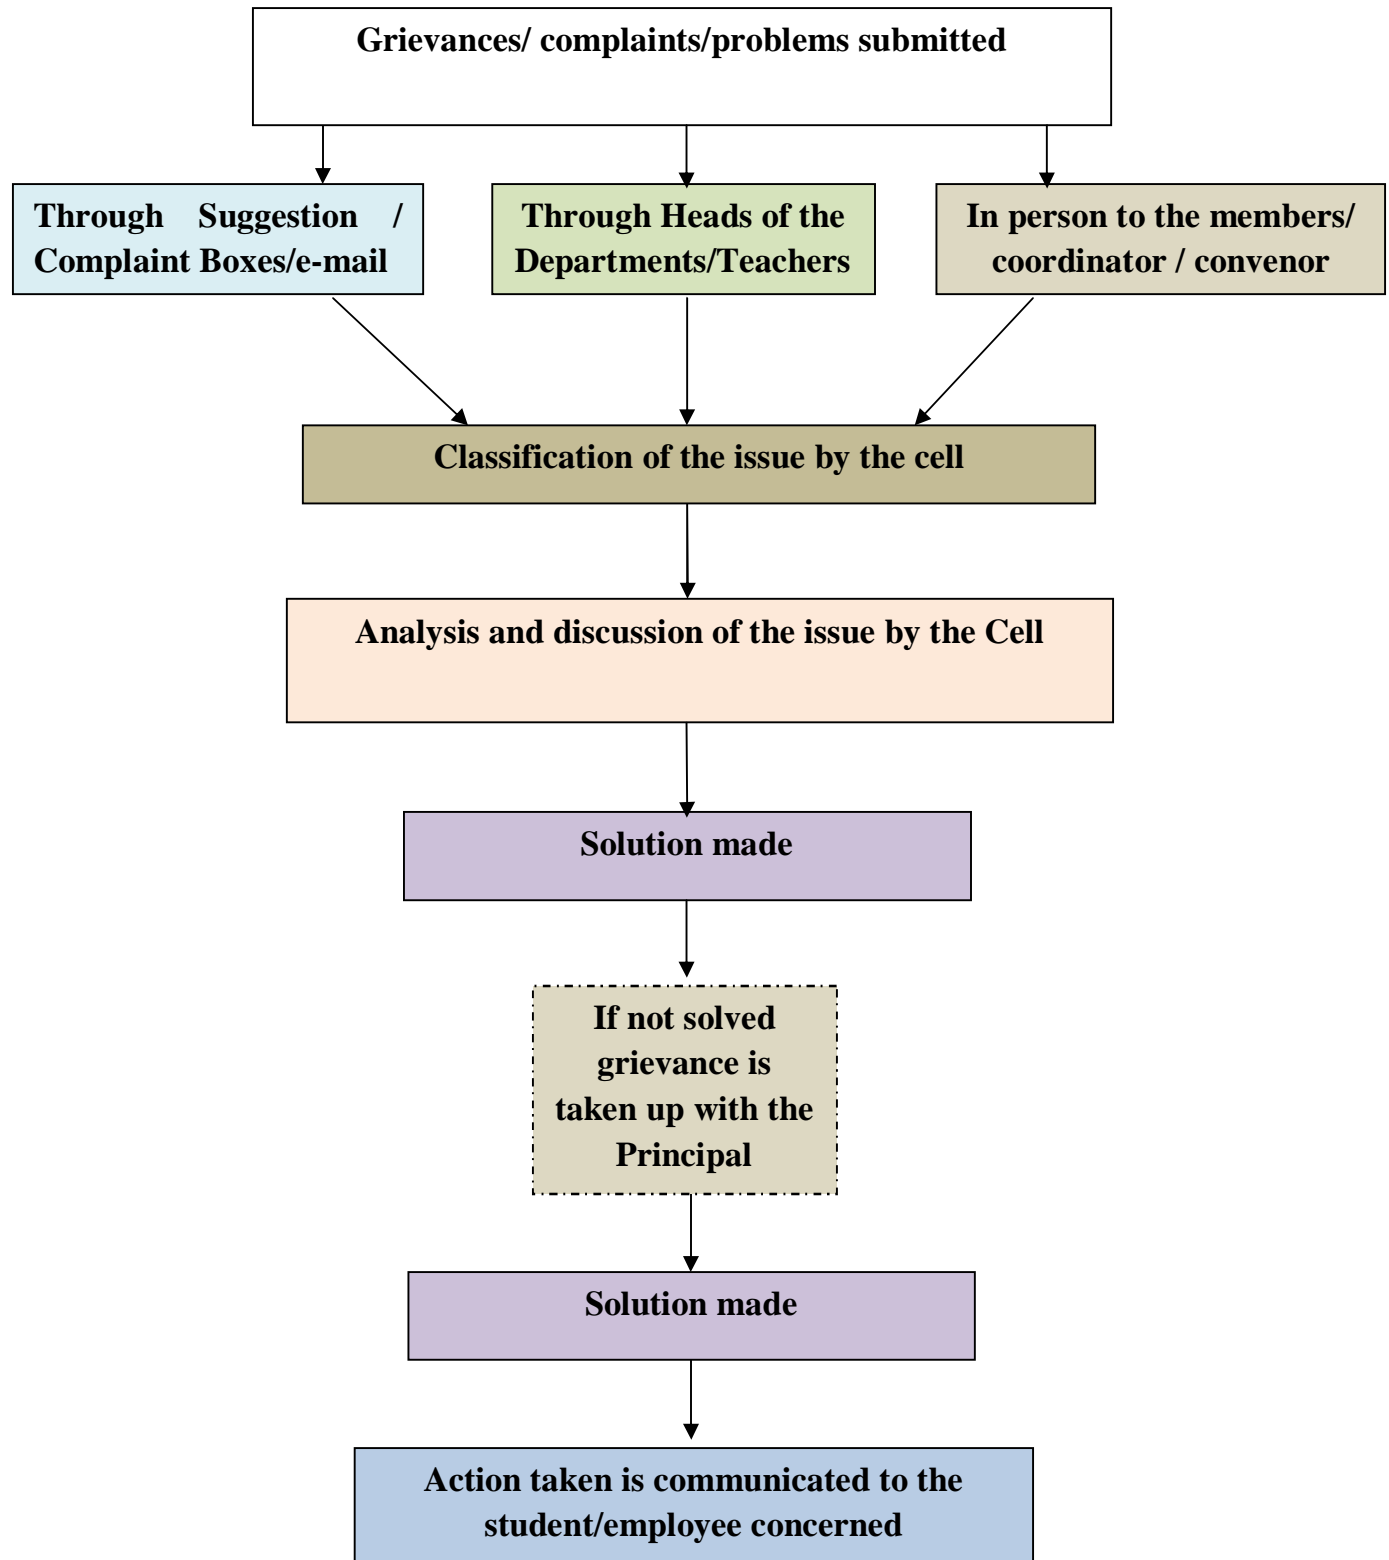 Grievances/ complaints/problems submitted
Through Suggestion /
Complaint Boxes/e-mail
Through Heads of the
Departments/Teachers
In person to the members/
coordinator / convenor
Classification of the issue by the cell
Analysis and discussion of the issue by the Cell
Solution made
If not solved
grievance is
taken up with the
Principal
Solution made
Action taken is communicated to the
student/employee concerned